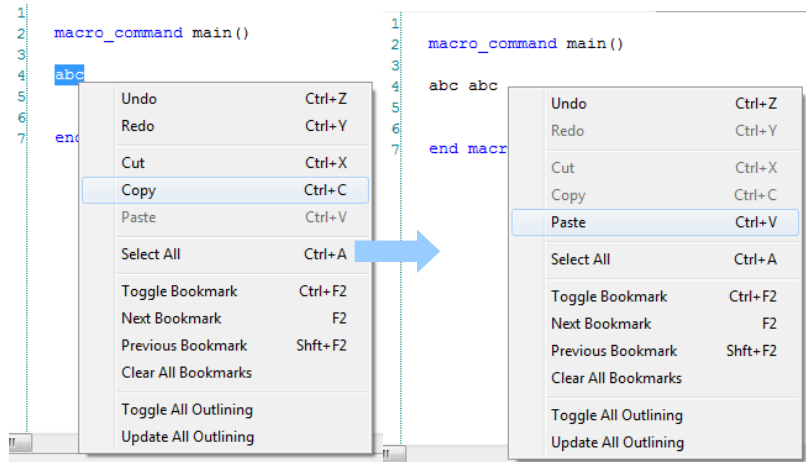 1
2 macro_command main()
3
4 abc
5
6
7 end
Undo Ctrl+Z
Redo Ctrl+Y
Cut Ctrl+X
Copy Ctrl+C
Paste Ctrl+V
Select All Ctrl+A
Toggle Bookmark Ctrl+F2
Next Bookmark F2
Previous Bookmark Shft+F2
Clear All Bookmarks
Toggle All Outlining
Update All Outlining
1
2 macro_command main()
3
4 abc abc
5
6
7 end macr
Undo Ctrl+Z
Redo Ctrl+Y
Cut Ctrl+X
Copy Ctrl+C
Paste Ctrl+V
Select All Ctrl+A
Toggle Bookmark Ctrl+F2
Next Bookmark F2
Previous Bookmark Shft+F2
Clear All Bookmarks
Toggle All Outlining
Update All Outlining